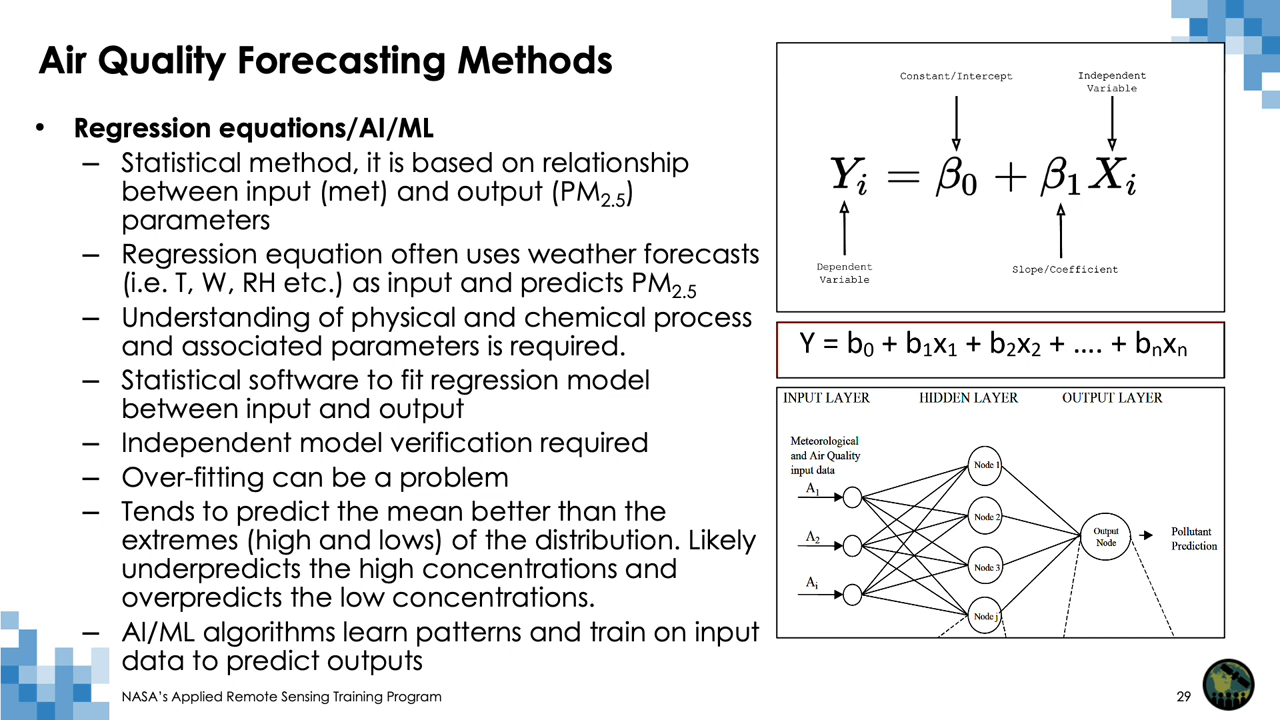 Air Quality Forecasting Methods
• Regression equations/AI/ML
– Statistical method, it is based on relationship
between input (met) and output (PM2.5)
parameters
– Regression equation often uses weather forecasts
(i.e. T, W, RH etc.) as input and predicts PM2.5
– Understanding of physical and chemical process
and associated parameters is required.
– Statistical software to fit regression model
between input and output
– Independent model verification required
– Over-fitting can be a problem
– Tends to predict the mean better than the
extremes (high and lows) of the distribution. Likely
underpredicts the high concentrations and
overpredicts the low concentrations.
– AI/ML algorithms learn patterns and train on input
data to predict outputs
Constant/Intercept
Independent
Variable
Yi = β0 + β1Xi
Dependent
Variable
Slope/Coefficient
Y = b0 + b1x1 + b2x2 + .... + bnxn
INPUT LAYER HIDDEN LAYER OUTPUT LAYER
Meteorological
and Air Quality
input data
A1
A2
Ai
Node 1
Node 2
Node 3
Node j
Output
Node
Pollutant
Prediction
NASA's Applied Remote Sensing Training Program
29